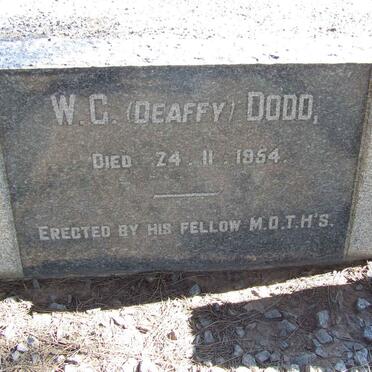 W.C. (DEAFFY) DODD,
DIED 24.11.1954.
ERECTED BY HIS FELLOW M.O.T.H'S.